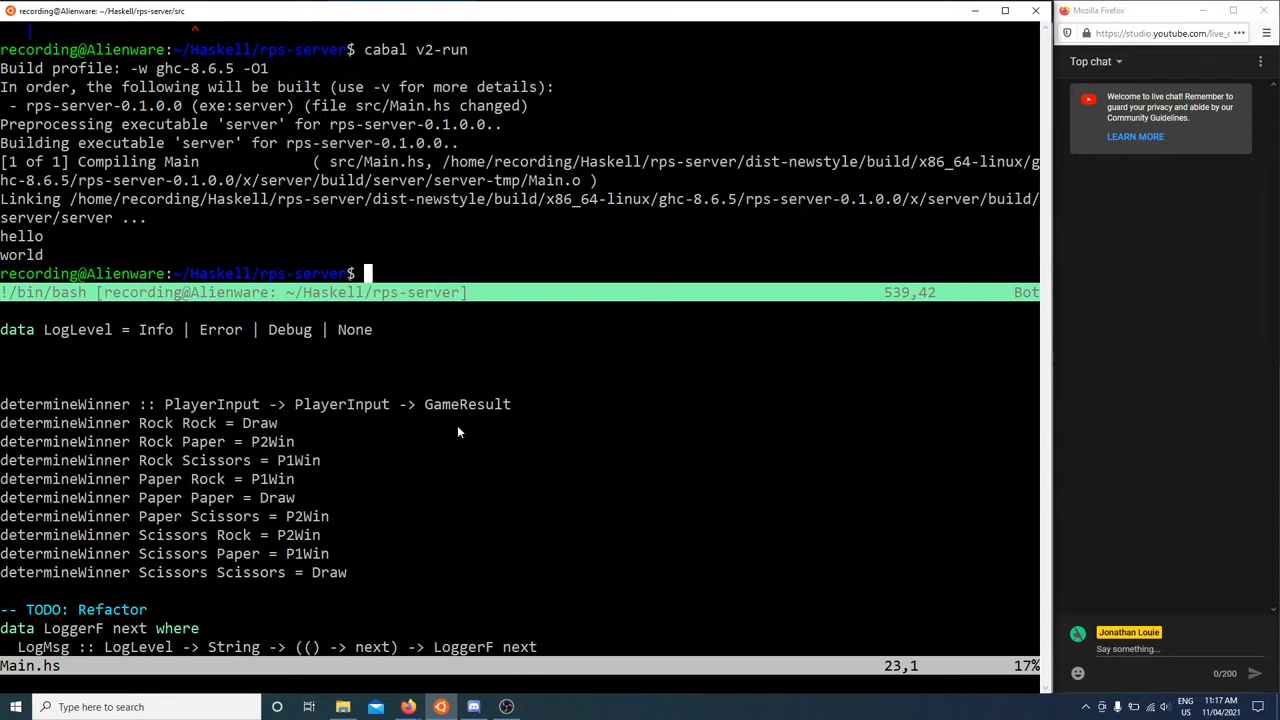 recording@Alienware: ~/Haskell/rps-server/src
recording@Alienware:~/Haskell/rps-server$ cabal v2-run
Build profile: -w ghc-8.6.5 -O1
In order, the following will be built (use -v for more details):
 - rps-server-0.1.0.0 (exe:server) (file src/Main.hs changed)
Preprocessing executable 'server' for rps-server-0.1.0.0..
Building executable 'server' for rps-server-0.1.0.0..
[1 of 1] Compiling Main             ( src/Main.hs, /home/recording/Haskell/rps-server/dist-newstyle/build/x86_64-linux/g
hc-8.6.5/rps-server-0.1.0.0/x/server/build/server/server-tmp/Main.o )
Linking /home/recording/Haskell/rps-server/dist-newstyle/build/x86_64-linux/ghc-8.6.5/rps-server-0.1.0.0/x/server/build/
server/server ...
hello
world
recording@Alienware:~/Haskell/rps-server$
!/bin/bash [recording@Alienware: ~/Haskell/rps-server] 539,42 Bot
data LogLevel = Info | Error | Debug | None
determineWinner :: PlayerInput -> PlayerInput -> GameResult
determineWinner Rock Rock = Draw
determineWinner Rock Paper = P2Win
determineWinner Rock Scissors = P1Win
determineWinner Paper Rock = P1Win
determineWinner Paper Paper = Draw
determineWinner Paper Scissors = P2Win
determineWinner Scissors Rock = P2Win
determineWinner Scissors Paper = P1Win
determineWinner Scissors Scissors = Draw
-- TODO: Refactor
data LoggerF next where
  LogMsg :: LogLevel -> String -> (() -> next) -> LoggerF next
Main.hs 23,1 17%
Mozilla Firefox
https://studio.youtube.com/live_c
Top chat
Welcome to live chat! Remember to
guard your privacy and abide by our
Community Guidelines.
LEARN MORE
Jonathan Louie
Say something...
0/200
Type here to search
ENG
US
11:17 AM
11/04/2021